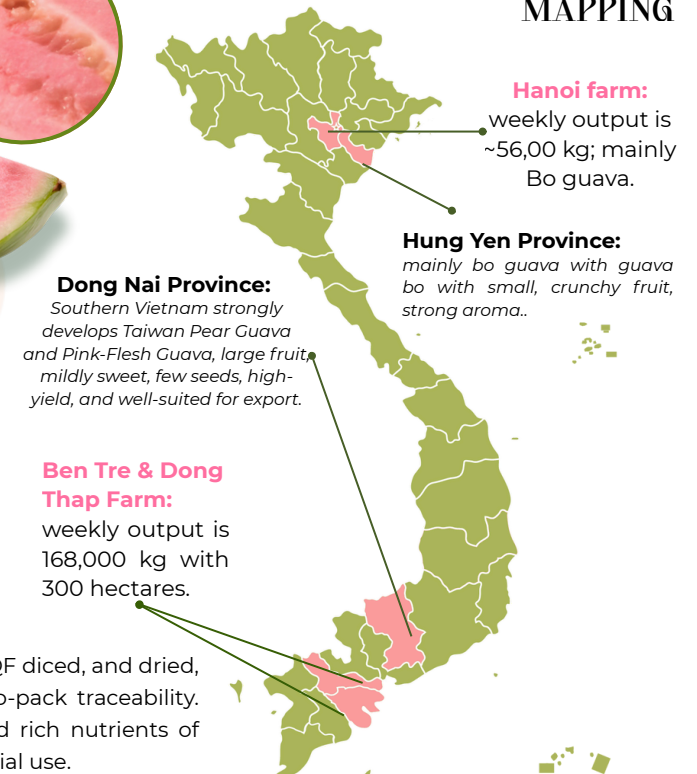 MAPPING
Hanoi farm:
weekly output is
~56,00 kg; mainly
Bo guava.
Hung Yen Province:
mainly bo guava with guava
bo with small, crunchy fruit,
strong aroma..
Dong Nai Province:
Southern Vietnam strongly
develops Taiwan Pear Guava
and Pink-Flesh Guava, large fruit,
mildly sweet, few seeds, high-
yield, and well-suited for export.
Ben Tre & Dong
Thap Farm:
weekly output is
168,000 kg with
300 hectares.
QF diced, and dried,
o-pack traceability.
d rich nutrients of
ial use.